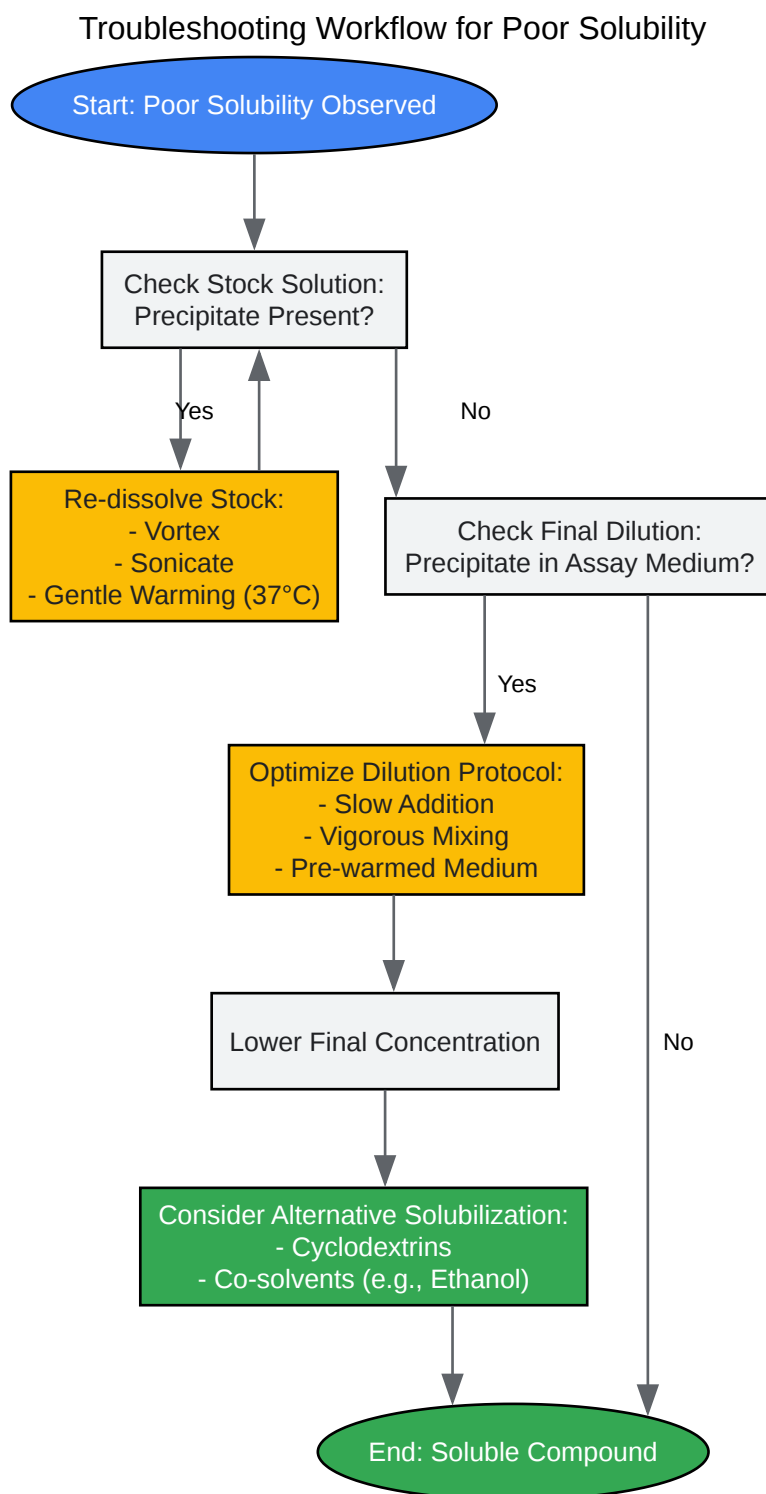 Troubleshooting Workflow for Poor Solubility
Start: Poor Solubility Observed
Check Stock Solution:
Precipitate Present?
Yes
No
Re-dissolve Stock:
- Vortex
- Sonicate
- Gentle Warming (37°C)
Check Final Dilution:
Precipitate in Assay Medium?
Yes
Optimize Dilution Protocol:
- Slow Addition
- Vigorous Mixing
- Pre-warmed Medium
Lower Final Concentration
No
Consider Alternative Solubilization:
- Cyclodextrins
- Co-solvents (e.g., Ethanol)
End: Soluble Compound